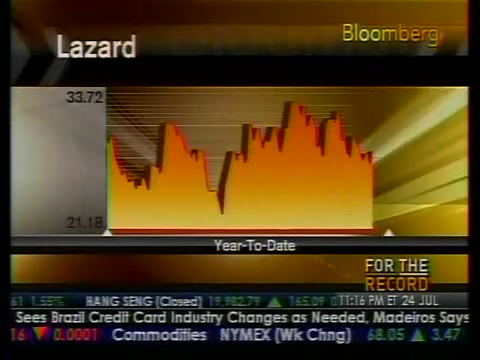 Lazard
Bloomberg
33.72
21.18
Year-To-Date
FOR THE
RECORD
61 1.55% HANG SENG (Closed) 19,982.79 ▲ 165.09 0 11:16 PM ET 24 JUL
Sees Brazil Credit Card Industry Changes as Needed, Madeiros Says
16 ▼ 0.0001 Commodities NYMEX (Wk Chng) 68.05 ▲ 3.47